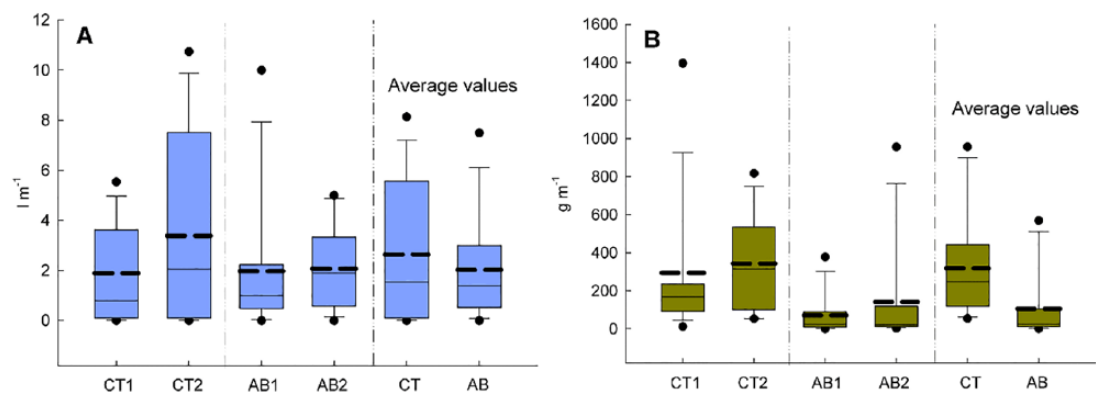 A
12
10
8
6
4
2
0
l m⁻¹
Average values
CT1 CT2 AB1 AB2 CT AB
B
1600
1400
1200
1000
800
600
400
200
0
g m⁻¹
Average values
CT1 CT2 AB1 AB2 CT AB